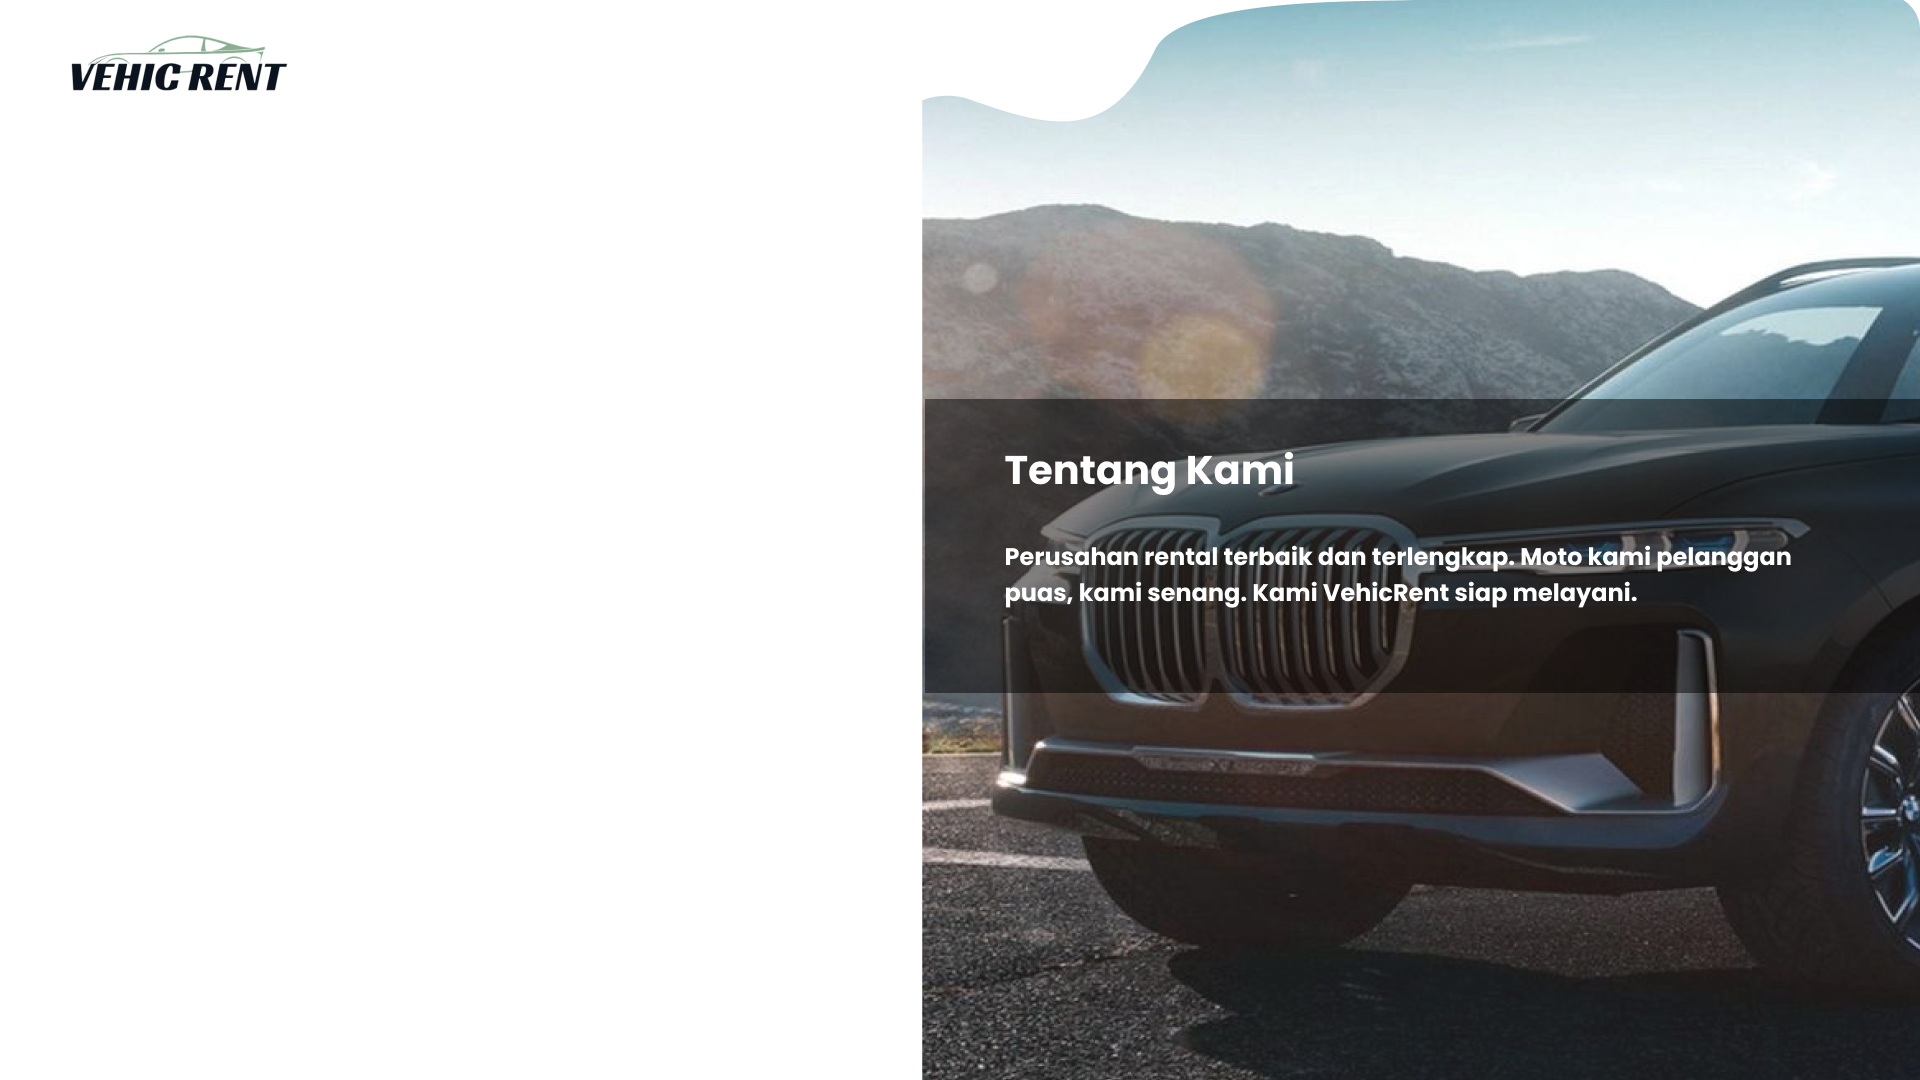 VEHIC RENT
Tentang Kami
Perusahan rental terbaik dan terlengkap. Moto kami pelanggan
puas, kami senang. Kami VehicRent siap melayani.